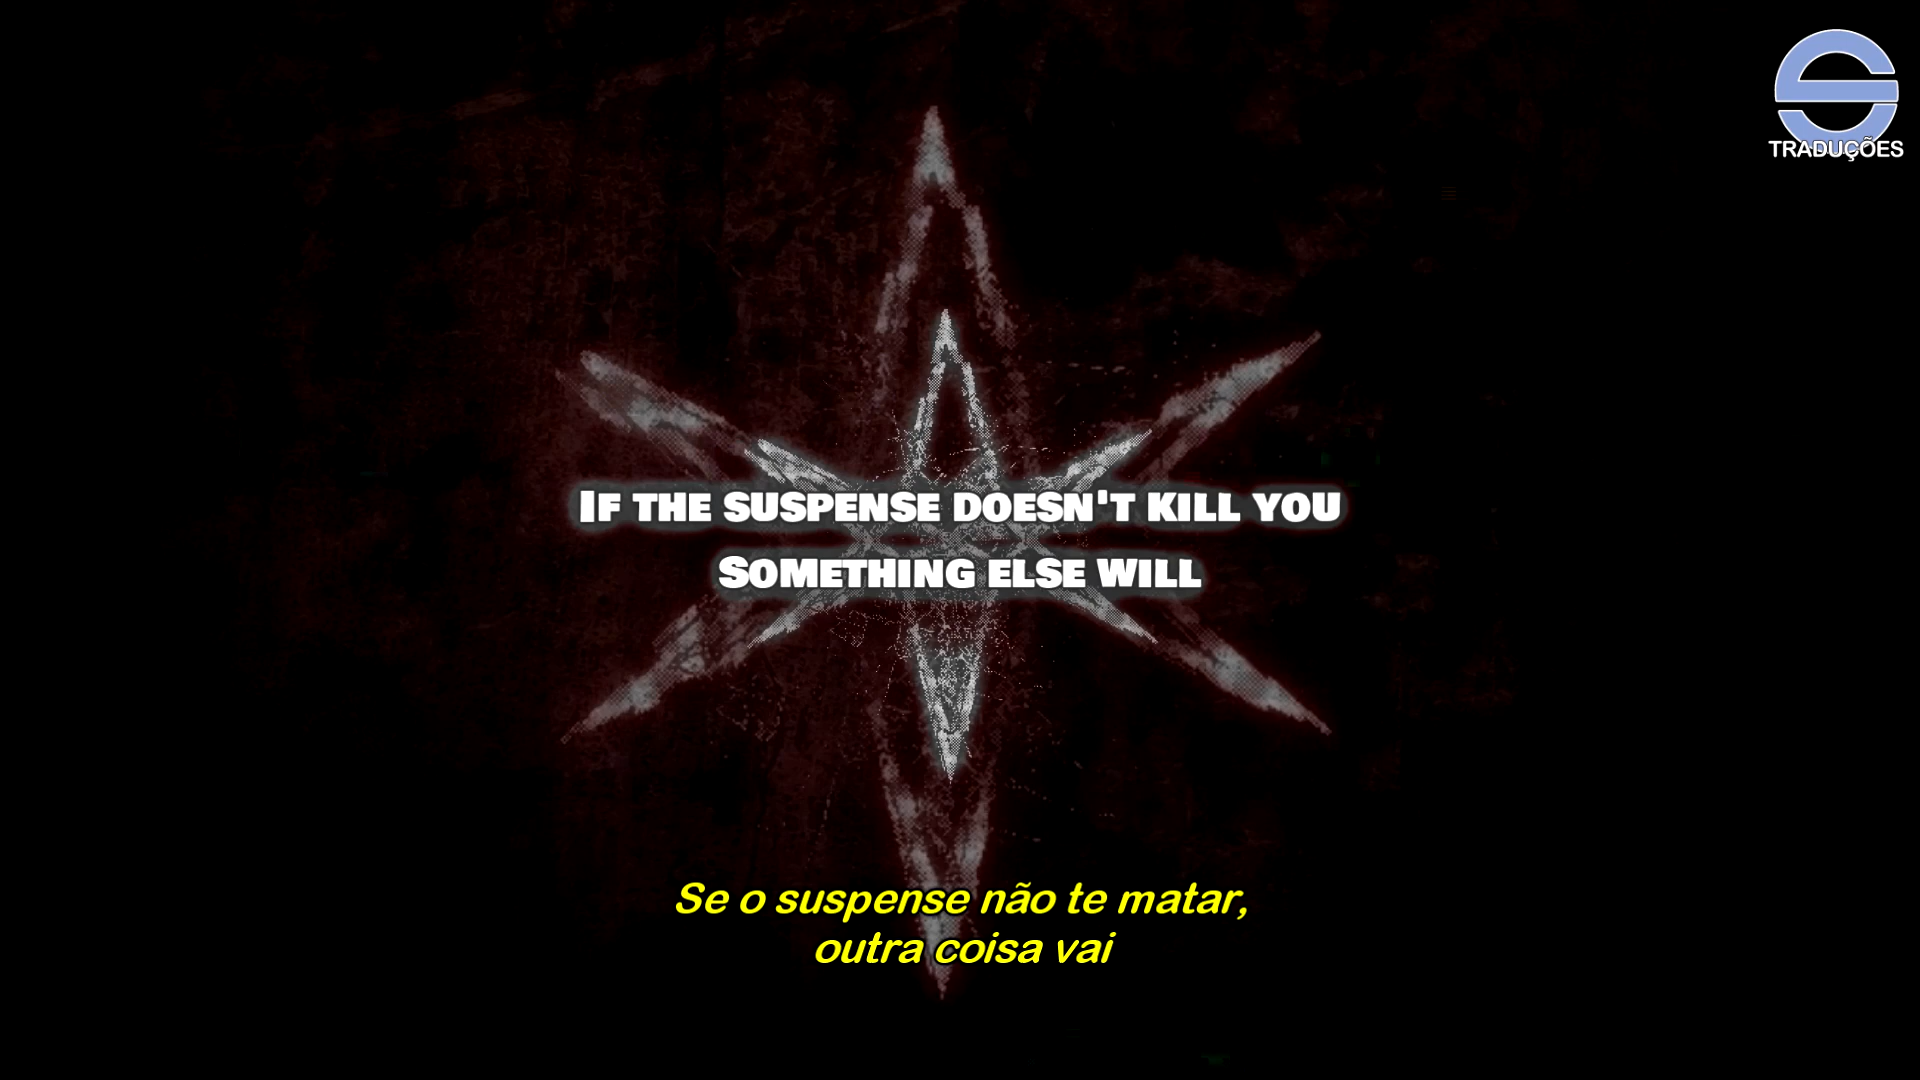 TRADUÇÕES
If the suspense doesn't kill you
Something else will
Se o suspense não te matar,
outra coisa vai